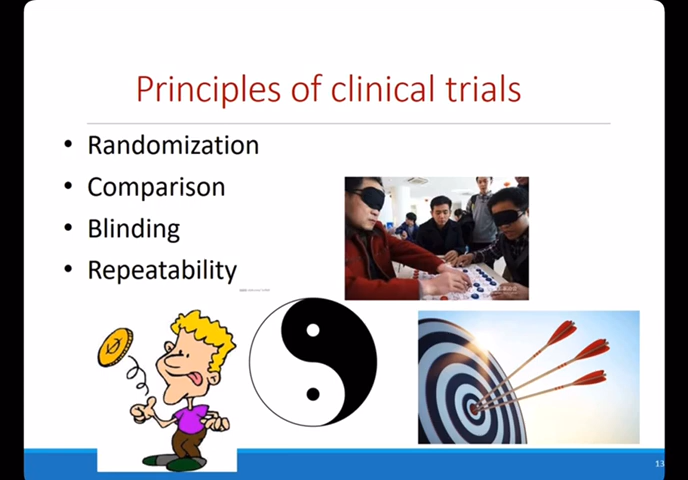 Principles of clinical trials
• Randomization
• Comparison
• Blinding
• Repeatability
13